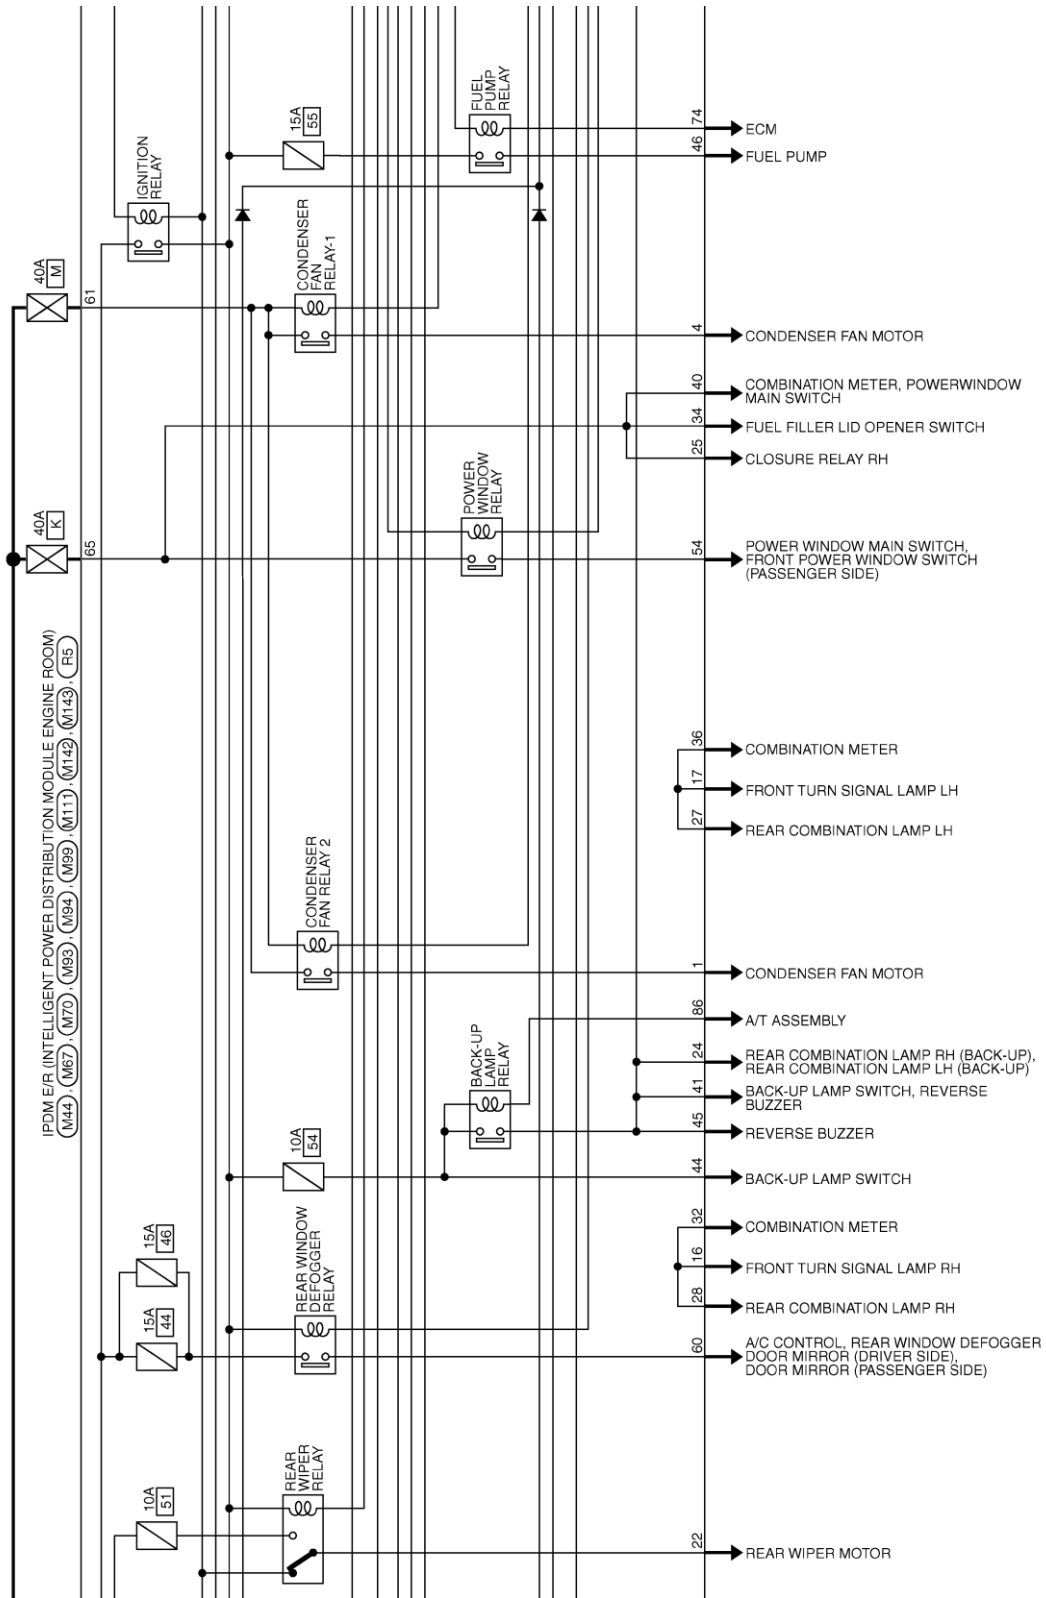 FUEL
PUMP
RELAY
15A
55
74
ECM
46
FUEL PUMP
IGNITION
RELAY
CONDENSER
FAN
RELAY-1
40A
M
61
4
CONDENSER FAN MOTOR
40
COMBINATION METER, POWERWINDOW
MAIN SWITCH
34
FUEL FILLER LID OPENER SWITCH
25
CLOSURE RELAY RH
POWER
WINDOW
RELAY
40A
K
65
54
POWER WINDOW MAIN SWITCH,
FRONT POWER WINDOW SWITCH
(PASSENGER SIDE)
IPDM E/R (INTELLIGENT POWER DISTRIBUTION MODULE ENGINE ROOM)
M44 , M67 , M70 , M93 , M94 , M99 , M111 , M142 , M143 , R5
36
COMBINATION METER
17
FRONT TURN SIGNAL LAMP LH
27
REAR COMBINATION LAMP LH
CONDENSER
FAN RELAY 2
1
CONDENSER FAN MOTOR
86
A/T ASSEMBLY
BACK-UP
LAMP
RELAY
24
REAR COMBINATION LAMP RH (BACK-UP),
REAR COMBINATION LAMP LH (BACK-UP)
41
BACK-UP LAMP SWITCH, REVERSE
BUZZER
45
REVERSE BUZZER
10A
54
44
BACK-UP LAMP SWITCH
32
COMBINATION METER
16
FRONT TURN SIGNAL LAMP RH
28
REAR COMBINATION LAMP RH
15A
46
15A
44
REAR WINDOW
DEFOGGER
RELAY
60
A/C CONTROL, REAR WINDOW DEFOGGER
DOOR MIRROR (DRIVER SIDE),
DOOR MIRROR (PASSENGER SIDE)
REAR
WIPER
RELAY
10A
51
22
REAR WIPER MOTOR